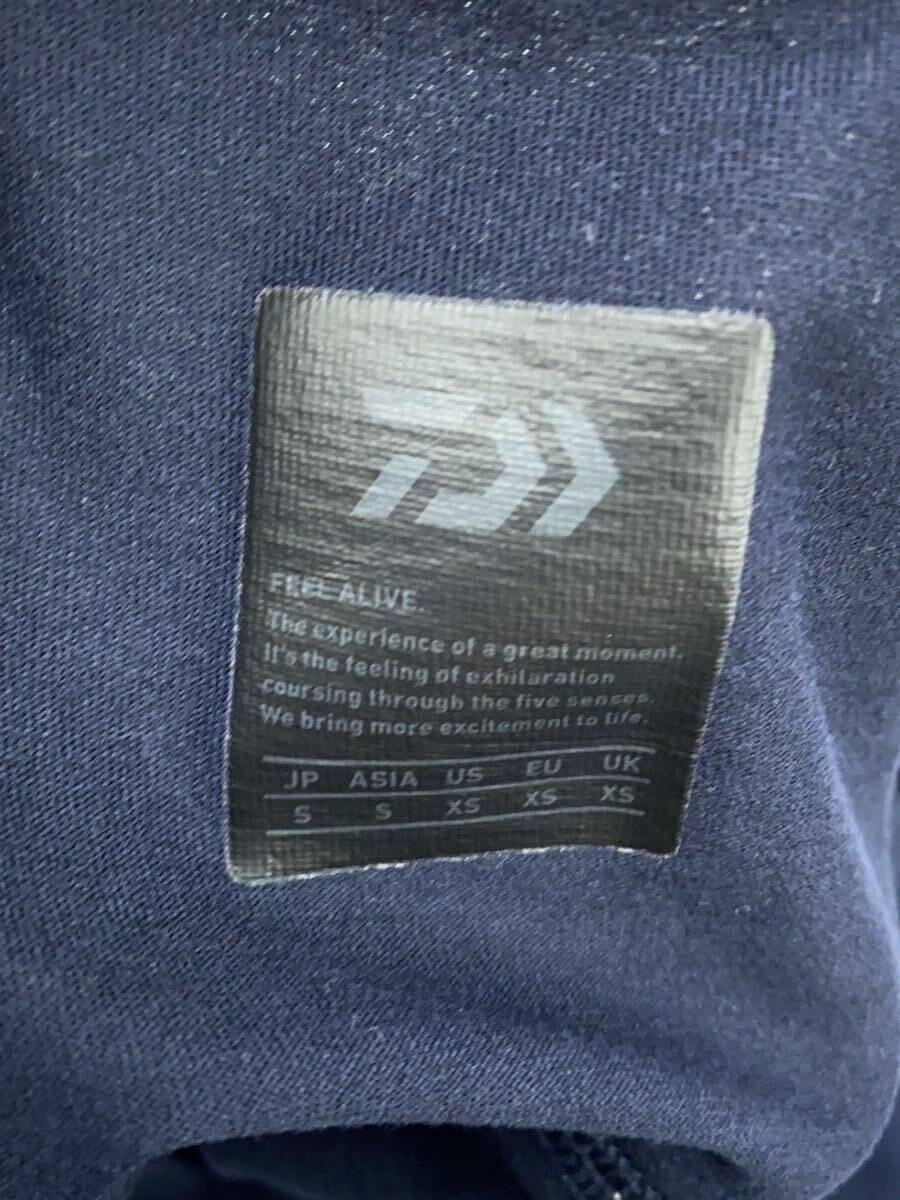 FEEL ALIVE.
The experience of a great moment.
It's the feeling of exhilaration
coursing through the five senses.
We bring more excitement to life.
JP ASIA US EU UK
S S XS XS XS